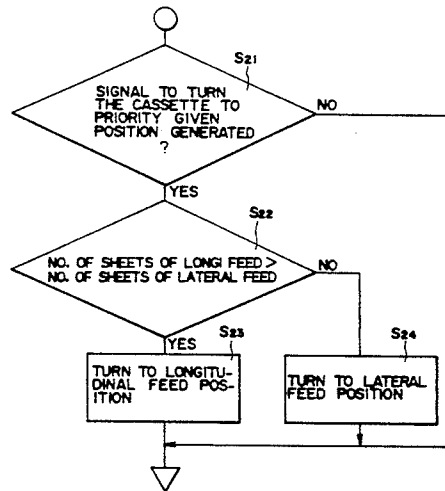 S21
SIGNAL TO TURN
THE CASSETTE TO
PRIORITY GIVEN
POSITION GENERATED
?
NO
YES
S22
NO. OF SHEETS OF LONGI FEED >
NO. OF SHEETS OF LATERAL FEED
NO
YES
S23
TURN TO LONGITU-
DINAL FEED POS-
ITION
S24
TURN TO LATERAL
FEED POSITION